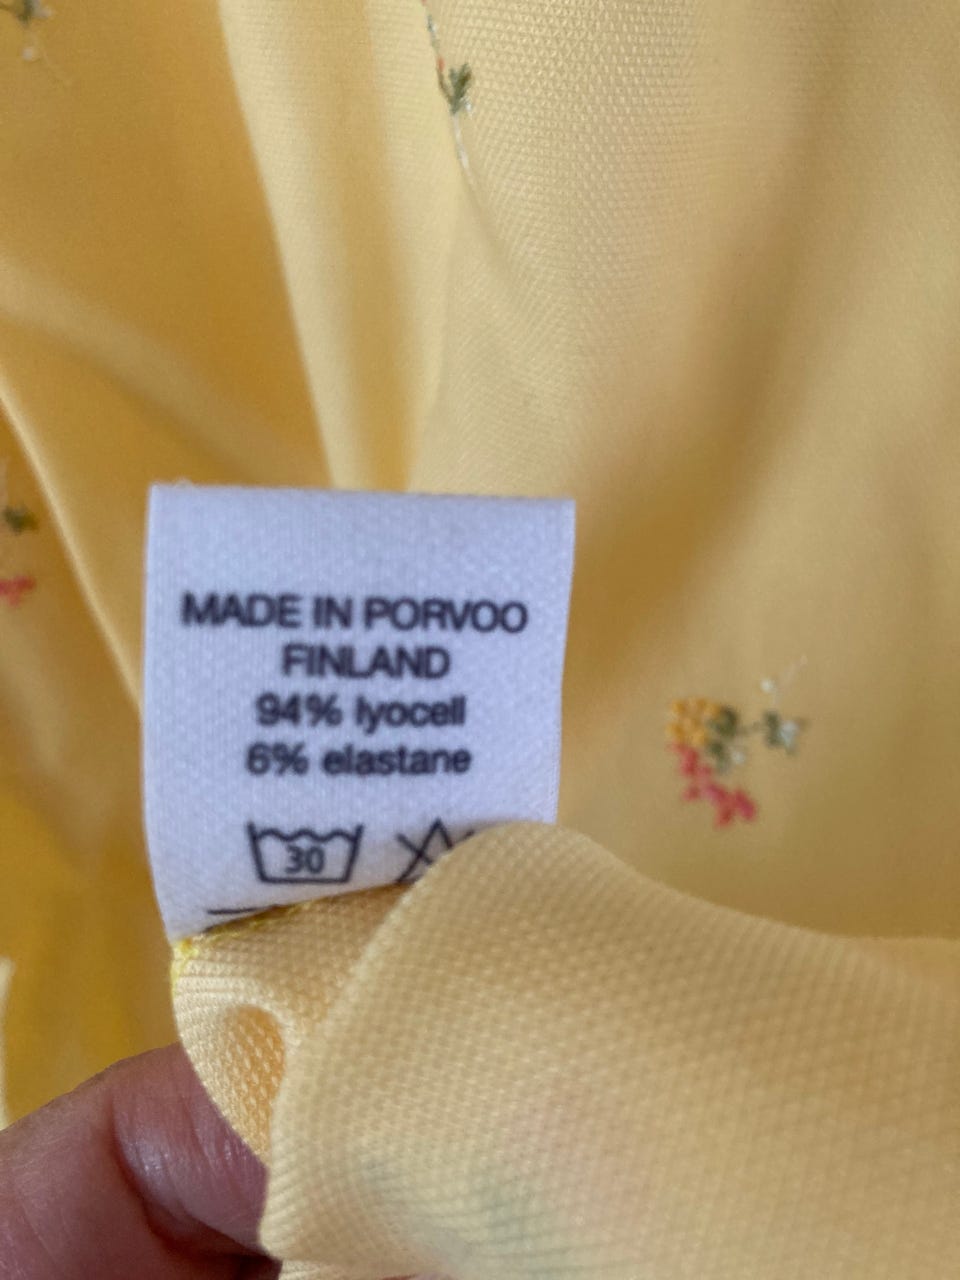 MADE IN PORVOO
FINLAND
94% lyocell
6% elastane
30